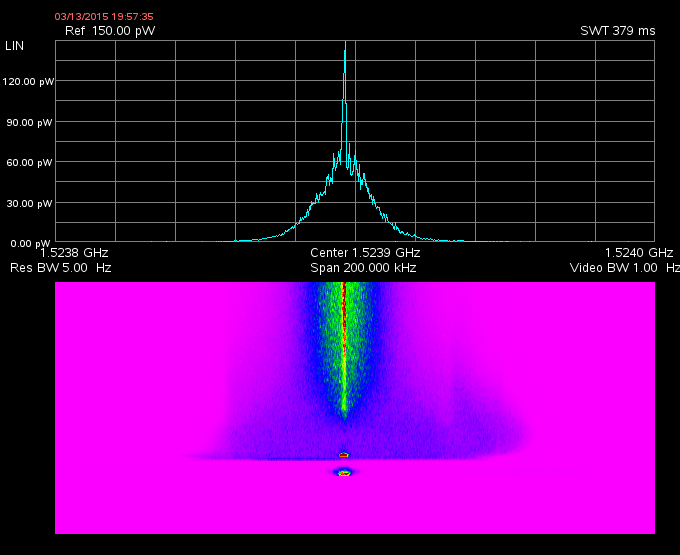 03/13/2015 19:57:35
Ref 150.00 pW
SWT 379 ms
LIN
120.00 pW
90.00 pW
60.00 pW
30.00 pW
0.00 pW
1.5238 GHz
Center 1.5239 GHz
1.5240 GHz
Res BW 5.00 Hz
Span 200.000 kHz
Video BW 1.00 Hz